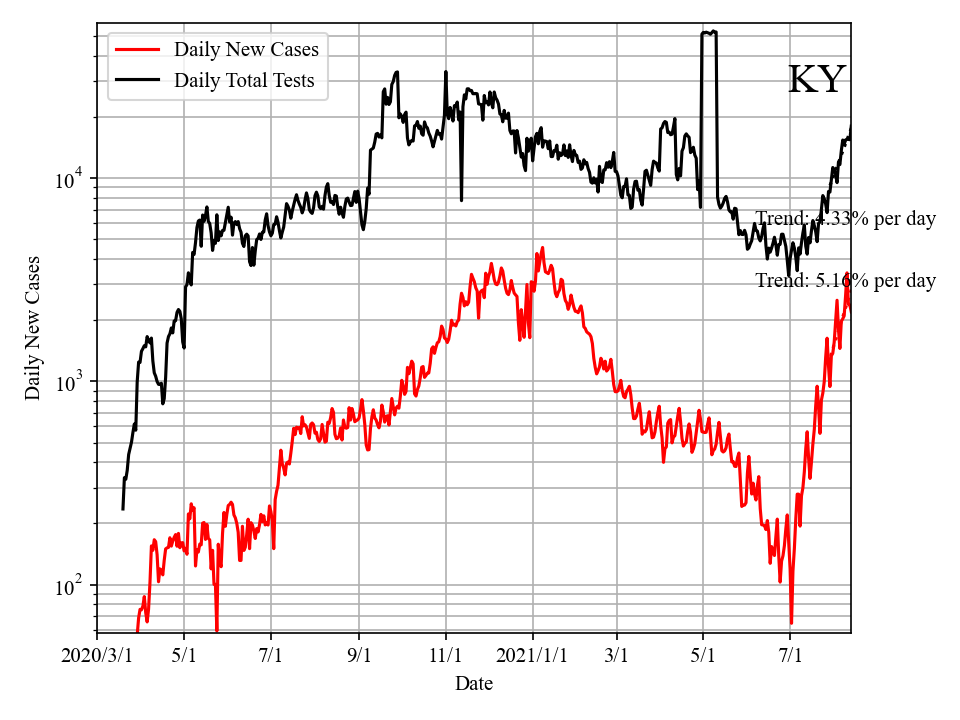 Daily New Cases
Daily Total Tests
KY
10^4
10^3
10^2
Daily New Cases
Trend: 4.33% per day
Trend: 5.16% per day
2020/3/1 5/1 7/1 9/1 11/1 2021/1/1 3/1 5/1 7/1
Date